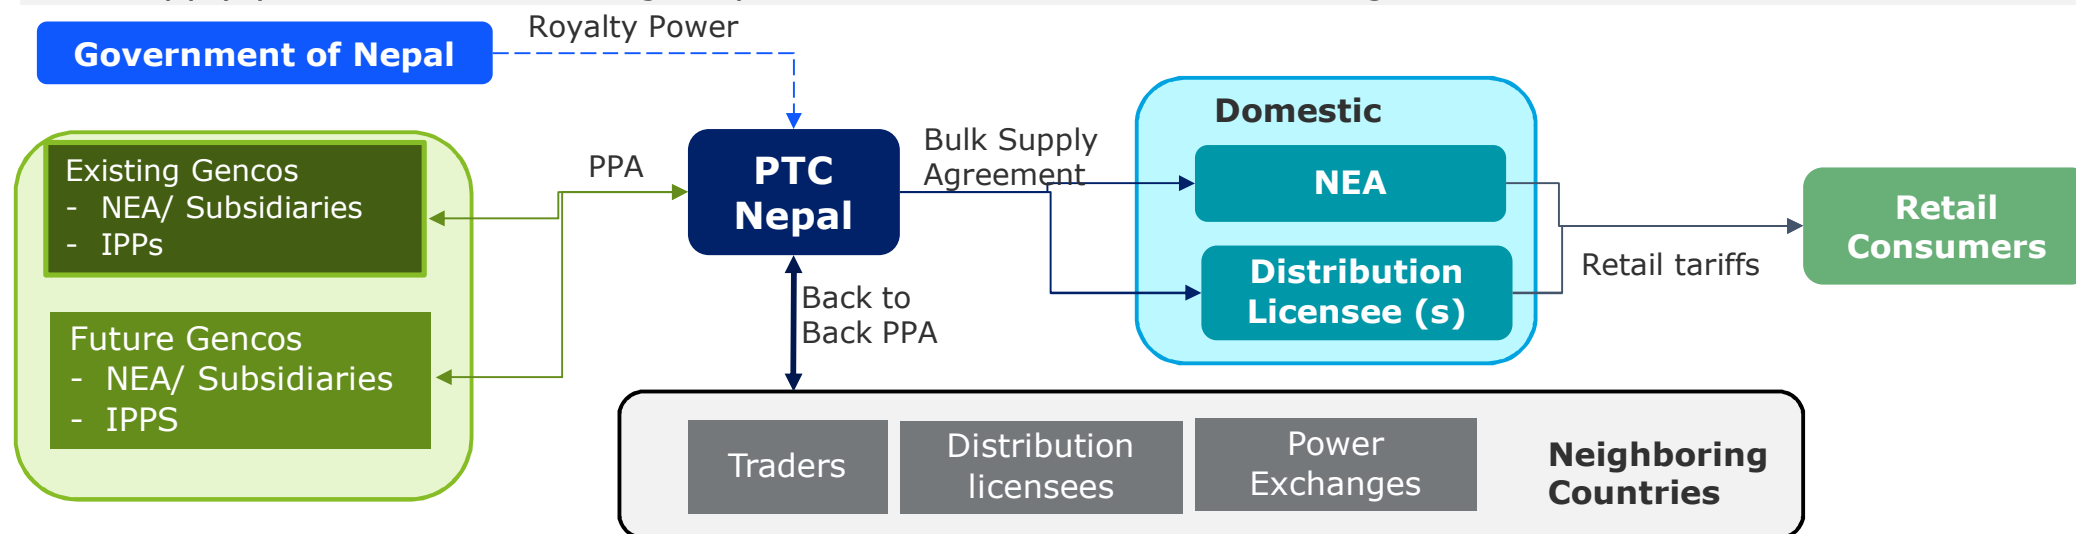 Royalty Power
Government of Nepal
Existing Gencos
- NEA/ Subsidiaries
- IPPs
Future Gencos
- NEA/ Subsidiaries
- IPPS
PPA
PTC
Nepal
Back to
Back PPA
Bulk Supply
Agreement
Domestic
NEA
Distribution
Licensee (s)
Retail tariffs
Retail
Consumers
Traders
Distribution
licensees
Power
Exchanges
Neighboring
Countries